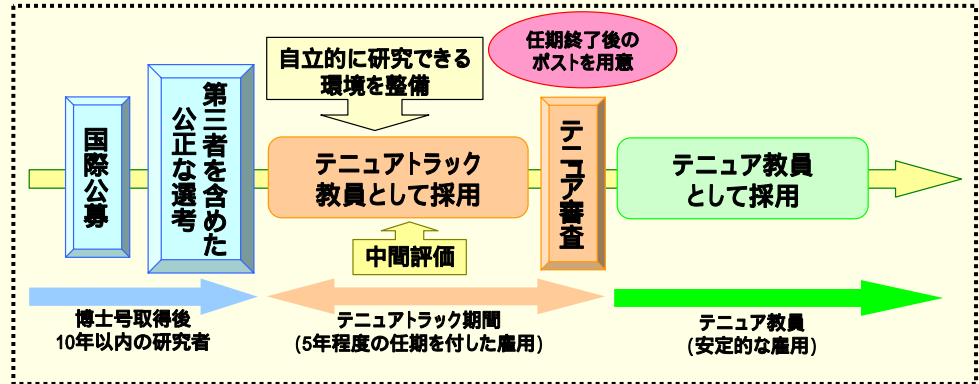 任期終了後の
ポストを用意
自立的に研究できる
環境を整備
国際公募
第三者を含めた
公正な選考
テニュアトラック
教員として採用
中間評価
テニュア審査
テニュア教員
として採用
博士号取得後
10年以内の研究者
テニュアトラック期間
(5年程度の任期を付した雇用)
テニュア教員
(安定的な雇用)